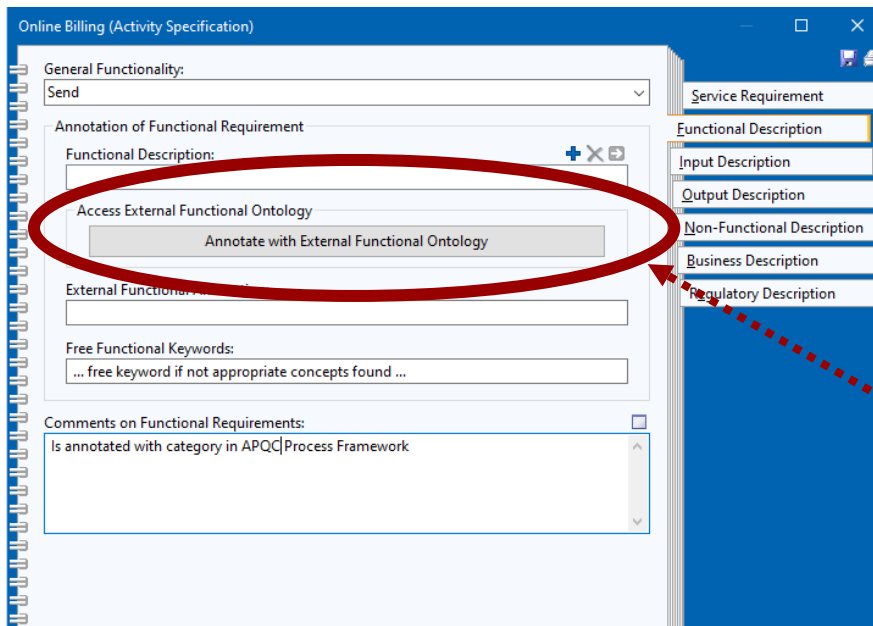 Online Billing (Activity Specification)
General Functionality:
Send
Annotation of Functional Requirement
Functional Description:
Access External Functional Ontology
Annotate with External Functional Ontology
External Functional
Free Functional Keywords:
... free keyword if not appropriate concepts found ...
Comments on Functional Requirements:
Is annotated with category in APQC Process Framework
Service Requirement
Functional Description
Input Description
Output Description
Non-Functional Description
Business Description
Regulatory Description